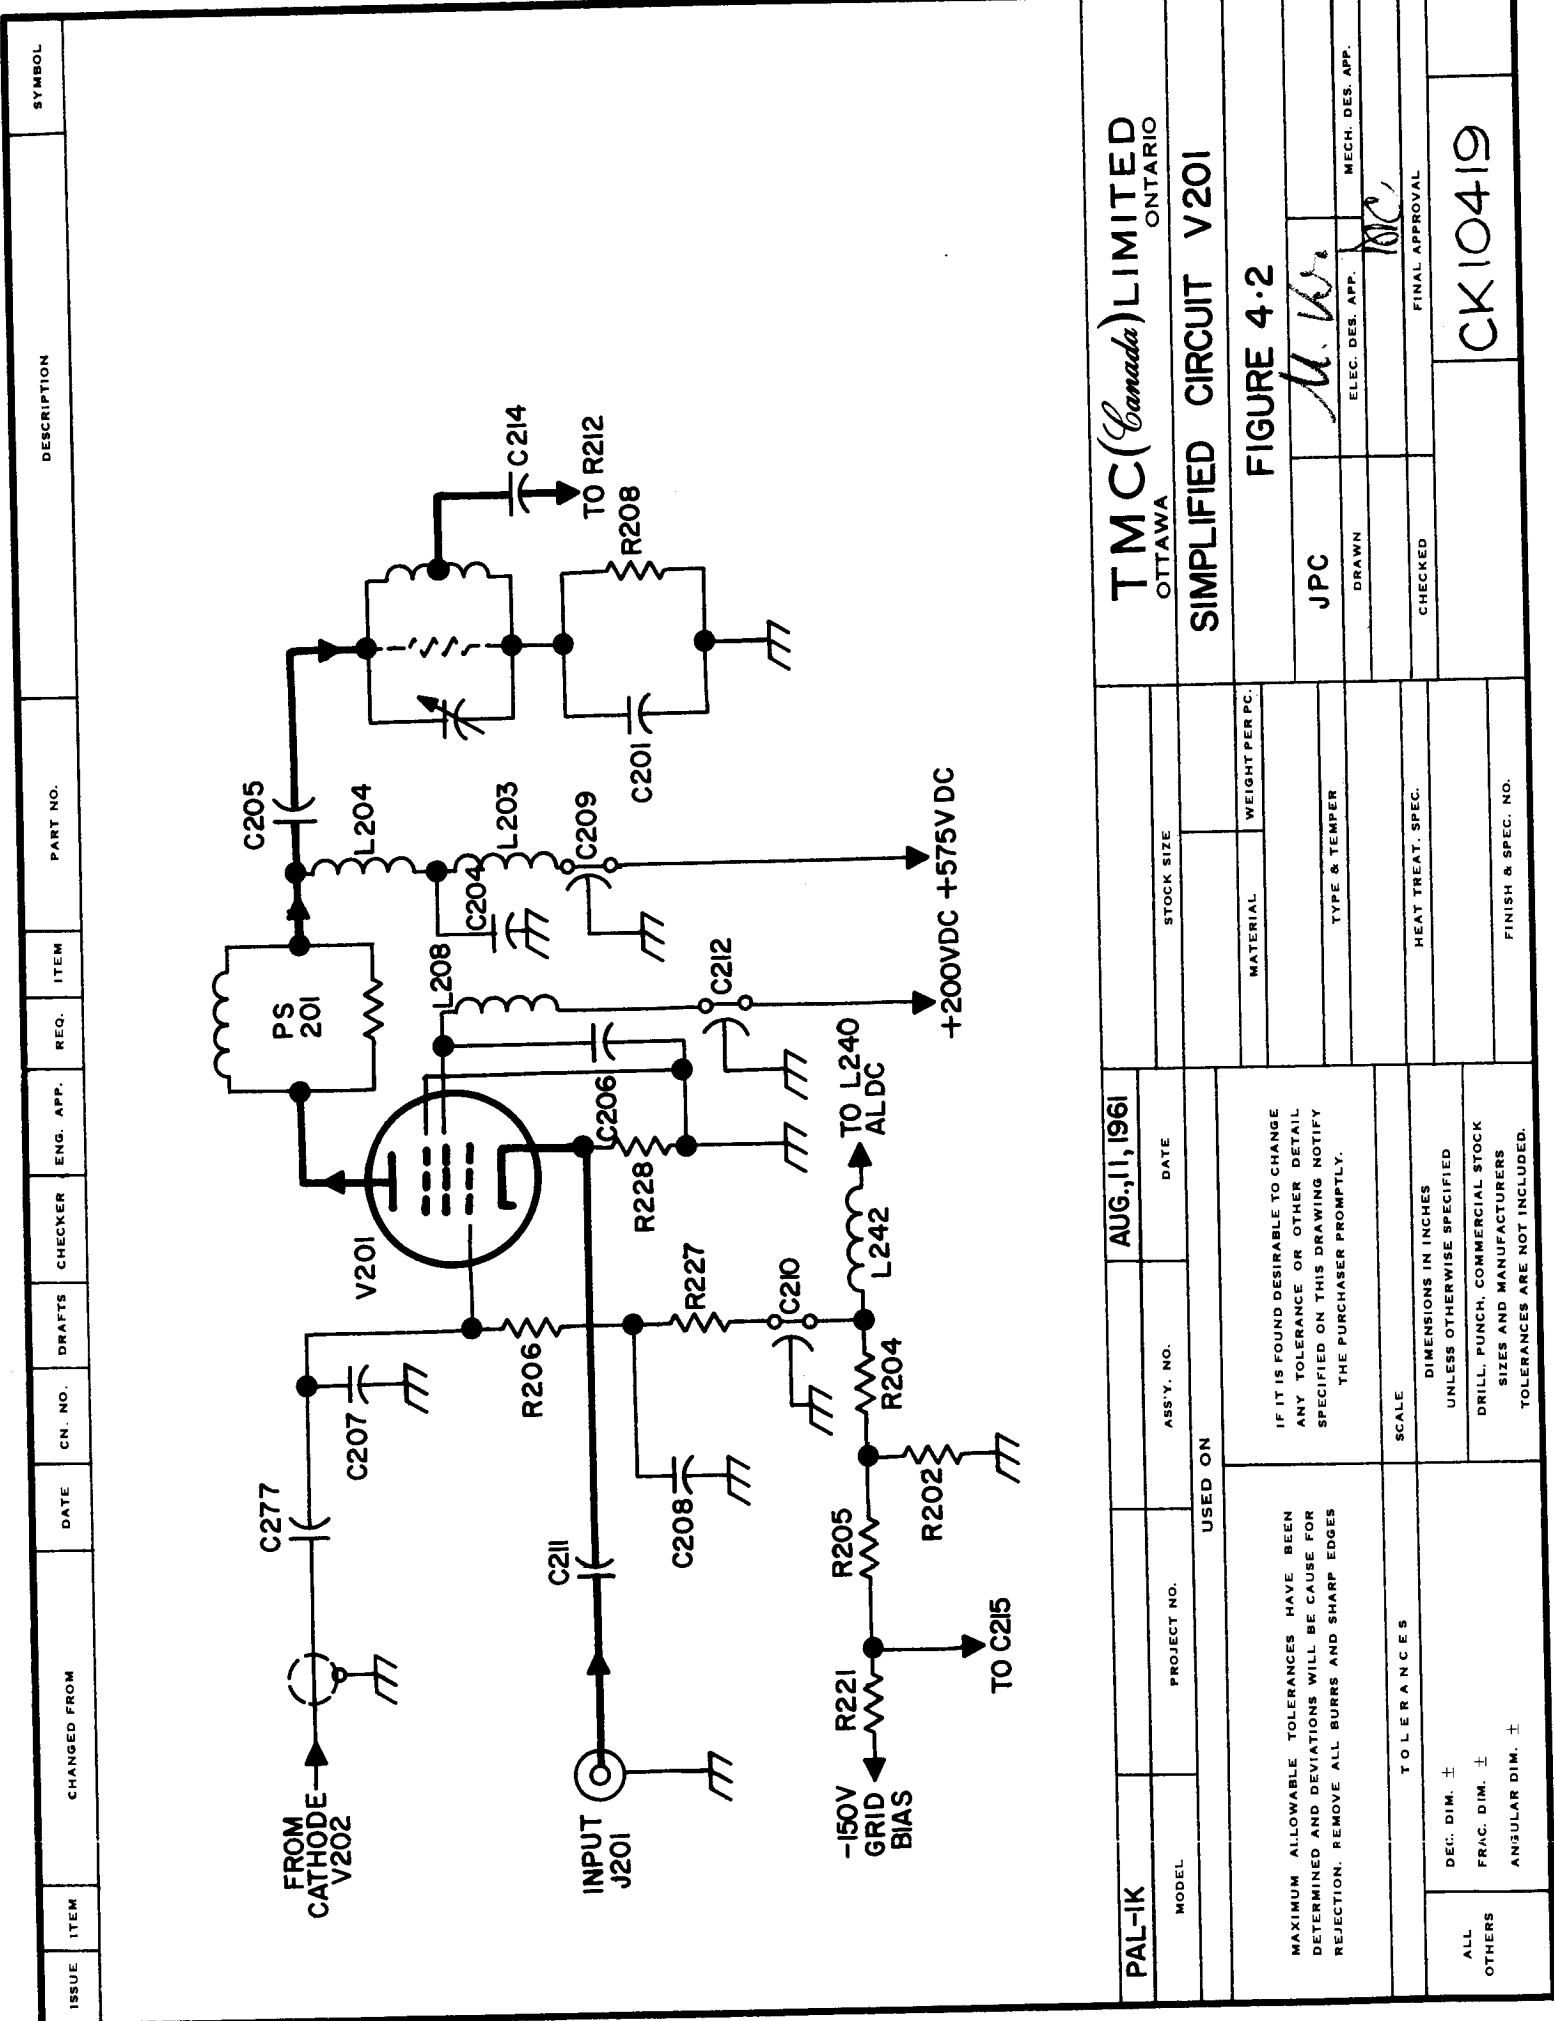 ISSUE
ITEM
CHANGED FROM
DATE
CN. NO.
DRAFTS
CHECKER
ENG. APP.
REQ.
ITEM
PART NO.
DESCRIPTION
SYMBOL
FROM
CATHODE
V202
C277
C207
V201
PS
201
C205
L204
L203
C204
C209
L208
C212
C206
R228
C214
TO R212
R208
C201
INPUT
J201
C211
R206
R227
C208
C210
L242
TO L240
ALDC
+200VDC
+575V DC
-150V
GRID
BIAS
R221
R205
R204
R202
TO C215
PAL-1K
MODEL
PROJECT NO.
ASS'Y. NO.
AUG.,11,1961
DATE
USED ON
STOCK SIZE
MATERIAL
WEIGHT PER PC.
TYPE & TEMPER
HEAT TREAT. SPEC.
FINISH & SPEC. NO.
MAXIMUM ALLOWABLE TOLERANCES HAVE BEEN
DETERMINED AND DEVIATIONS WILL BE CAUSE FOR
REJECTION. REMOVE ALL BURRS AND SHARP EDGES
IF IT IS FOUND DESIRABLE TO CHANGE
ANY TOLERANCE OR OTHER DETAIL
SPECIFIED ON THIS DRAWING NOTIFY
THE PURCHASER PROMPTLY.
TOLERANCES
SCALE
ALL
OTHERS
DEC. DIM. ±
FRAC. DIM. ±
ANGULAR DIM. ±
DIMENSIONS IN INCHES
UNLESS OTHERWISE SPECIFIED
DRILL, PUNCH, COMMERCIAL STOCK
SIZES AND MANUFACTURERS
TOLERANCES ARE NOT INCLUDED.
TMC (Canada) LIMITED
OTTAWA ONTARIO
SIMPLIFIED CIRCUIT V201
FIGURE 4·2
JPC
DRAWN
ELEC. DES. APP.
MECH. DES. APP.
CHECKED
FINAL APPROVAL
CK10419